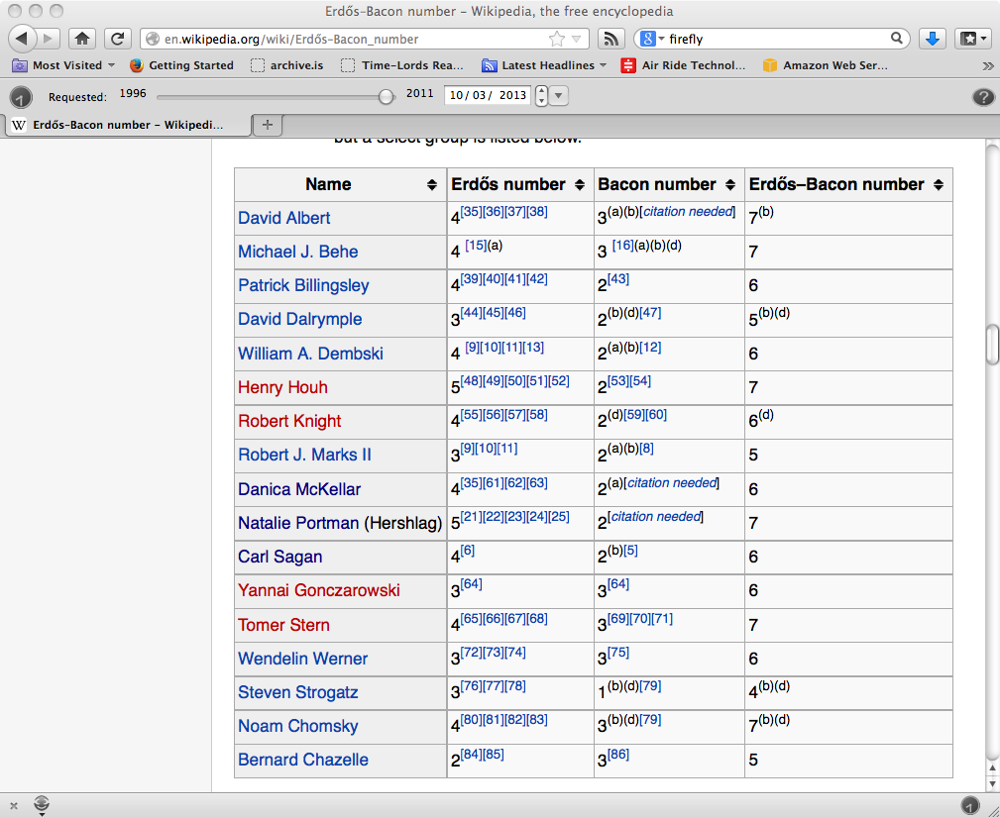 Erdős–Bacon number – Wikipedia, the free encyclopedia
en.wikipedia.org/wiki/Erdős-Bacon_number
firefly
Most Visited Getting Started archive.is Time-Lords Rea... Latest Headlines Air Ride Technol... Amazon Web Ser...
Requested: 1996 2011 10/03/ 2013
Erdős–Bacon number – Wikipedi...
but a select group is listed below.
Name Erdős number Bacon number Erdős–Bacon number
David Albert 4[35][36][37][38] 3(a)(b)[citation needed] 7(b)
Michael J. Behe 4 [15](a) 3 [16](a)(b)(d) 7
Patrick Billingsley 4[39][40][41][42] 2[43] 6
David Dalrymple 3[44][45][46] 2(b)(d)[47] 5(b)(d)
William A. Dembski 4 [9][10][11][13] 2(a)(b)[12] 6
Henry Houh 5[48][49][50][51][52] 2[53][54] 7
Robert Knight 4[55][56][57][58] 2(d)[59][60] 6(d)
Robert J. Marks II 3[9][10][11] 2(a)(b)[8] 5
Danica McKellar 4[35][61][62][63] 2(a)[citation needed] 6
Natalie Portman (Hershlag) 5[21][22][23][24][25] 2[citation needed] 7
Carl Sagan 4[6] 2(b)[5] 6
Yannai Gonczarowski 3[64] 3[64] 6
Tomer Stern 4[65][66][67][68] 3[69][70][71] 7
Wendelin Werner 3[72][73][74] 3[75] 6
Steven Strogatz 3[76][77][78] 1(b)(d)[79] 4(b)(d)
Noam Chomsky 4[80][81][82][83] 3(b)(d)[79] 7(b)(d)
Bernard Chazelle 2[84][85] 3[86] 5